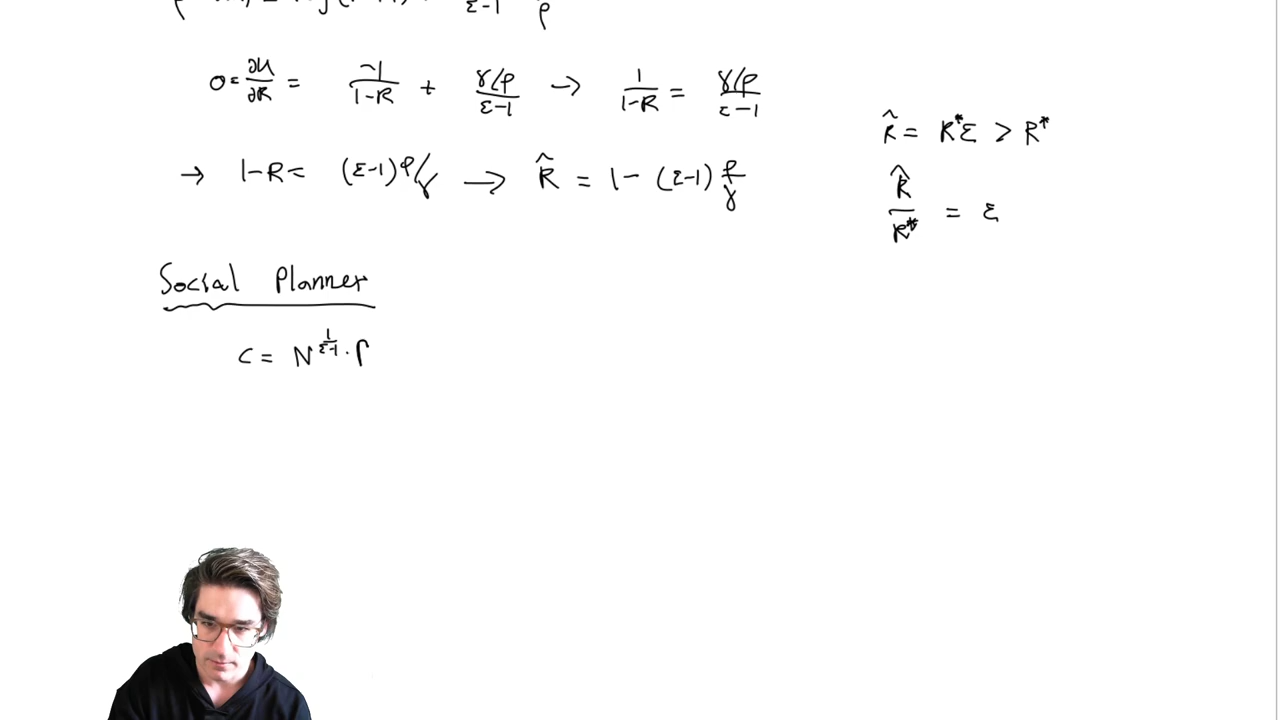 0 = ∂U/∂R = -1/(1-R) + (γ/ρ)/(ε-1) → 1/(1-R) = (γ/ρ)/(ε-1)
→ 1-R = (ε-1)ρ/γ → R̂ = 1 - (ε-1) ρ/γ
R̂ = R*ε > R*
R̂/R* = ε
Social Planner
C = N^(1/(ε-1)) ·